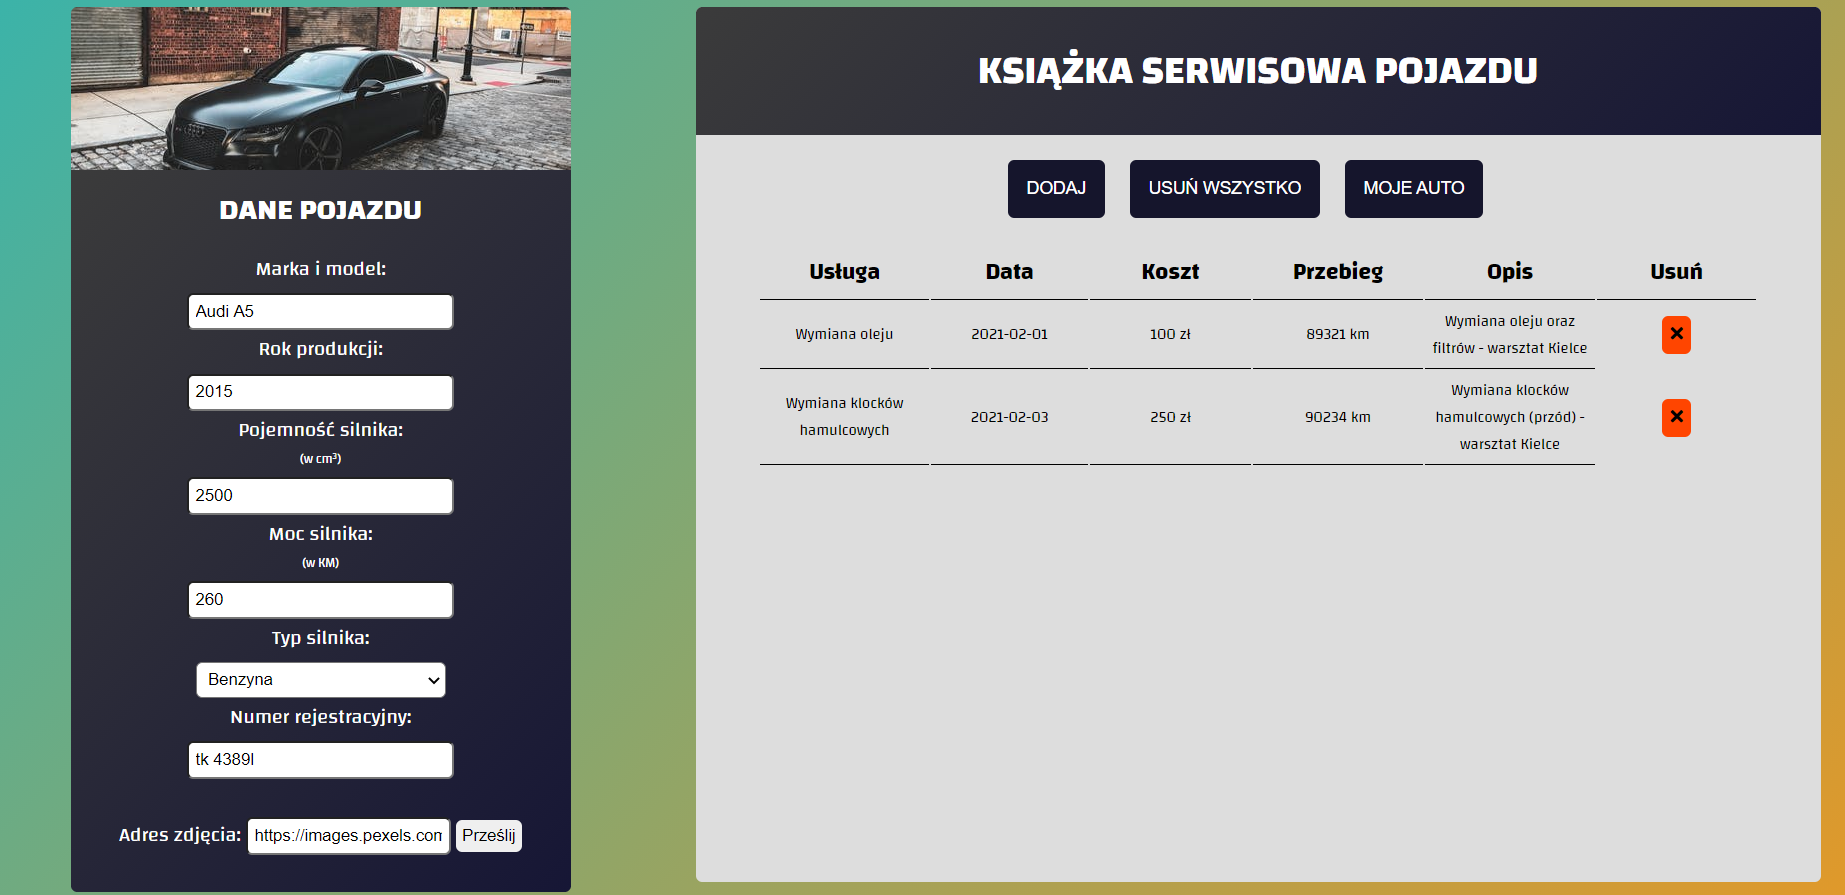 DANE POJAZDU
Marka i model:
Audi A5
Rok produkcji:
2015
Pojemność silnika:
(w cm³)
2500
Moc silnika:
(w KM)
260
Typ silnika:
Benzyna
Numer rejestracyjny:
tk 4389l
Adres zdjęcia: https://images.pexels.com Prześlij
KSIĄŻKA SERWISOWA POJAZDU
DODAJ USUŃ WSZYSTKO MOJE AUTO
Usługa Data Koszt Przebieg Opis Usuń
Wymiana oleju 2021-02-01 100 zł 89321 km Wymiana oleju oraz
filtrów - warsztat Kielce
Wymiana klocków
hamulcowych 2021-02-03 250 zł 90234 km Wymiana klocków
hamulcowych (przód) -
warsztat Kielce